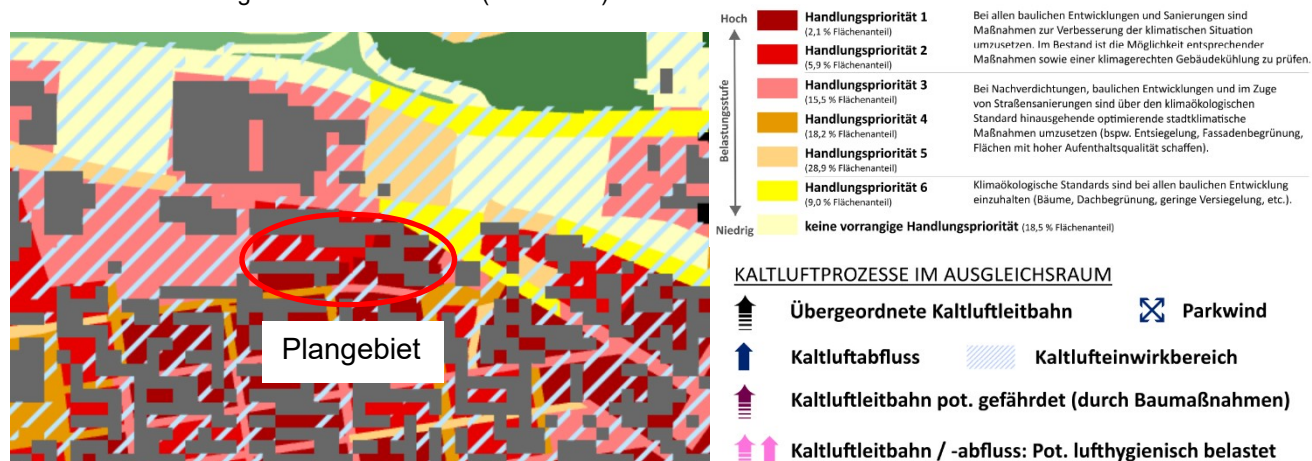 Plangebiet
Hoch
Belastungsstufe
Niedrig
Handlungspriorität 1
(2,1 % Flächenanteil)
Bei allen baulichen Entwicklungen und Sanierungen sind
Maßnahmen zur Verbesserung der klimatischen Situation
umzusetzen. Im Bestand ist die Möglichkeit entsprechender
Maßnahmen sowie einer klimagerechten Gebäudekühlung zu prüfen.
Handlungspriorität 2
(5,9 % Flächenanteil)
Handlungspriorität 3
(15,5 % Flächenanteil)
Bei Nachverdichtungen, baulichen Entwicklungen und im Zuge
von Straßensanierungen sind über den klimaökologischen
Standard hinausgehende optimierende stadtklimatische
Maßnahmen umzusetzen (bspw. Entsiegelung, Fassadenbegrünung,
Flächen mit hoher Aufenthaltsqualität schaffen).
Handlungspriorität 4
(18,2 % Flächenanteil)
Handlungspriorität 5
(28,9 % Flächenanteil)
Handlungspriorität 6
(9,0 % Flächenanteil)
Klimaökologische Standards sind bei allen baulichen Entwicklung
einzuhalten (Bäume, Dachbegrünung, geringe Versiegelung, etc.).
keine vorrangige Handlungspriorität (18,5 % Flächenanteil)
KALTLUFTPROZESSE IM AUSGLEICHSRAUM
Übergeordnete Kaltluftleitbahn
Parkwind
Kaltluftabfluss
Kaltlufteinwirkbereich
Kaltluftleitbahn pot. gefährdet (durch Baumaßnahmen)
Kaltluftleitbahn / -abfluss: Pot. lufthygienisch belastet